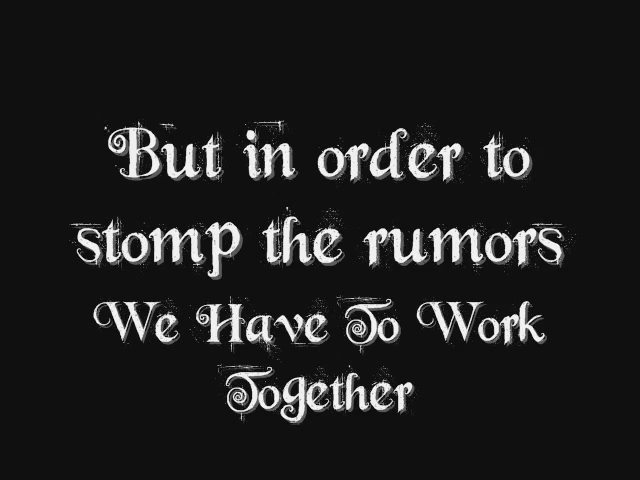 But in order to
stomp the rumors
We Have To Work
Together